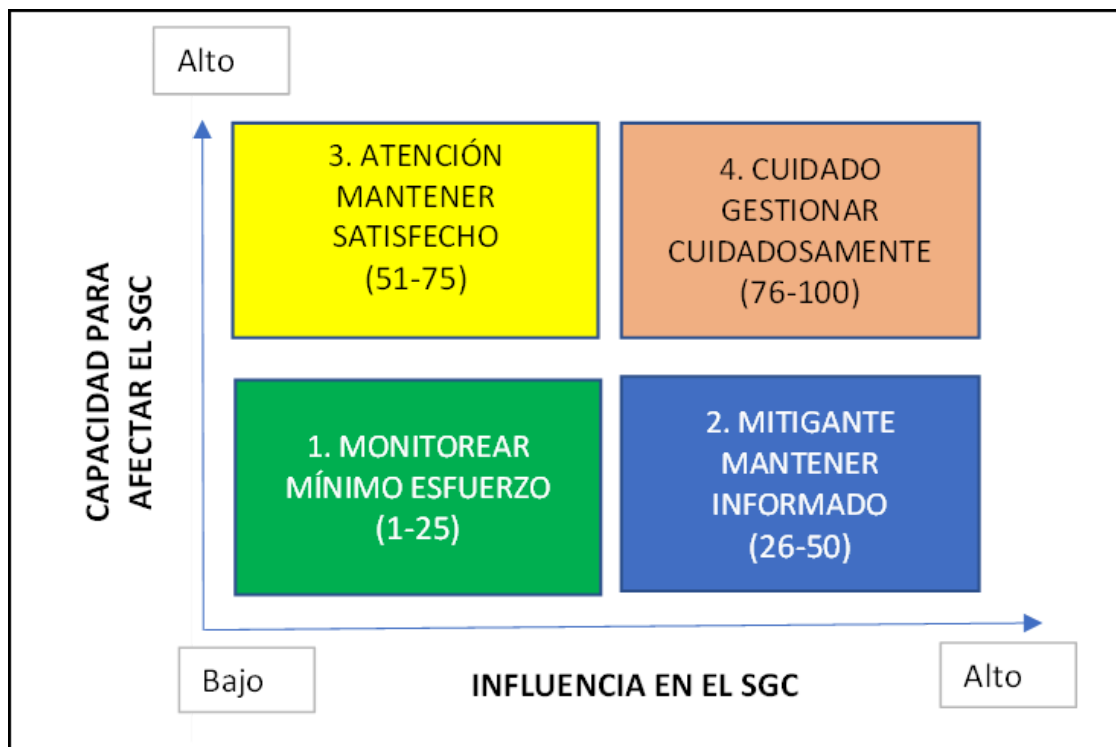 Alto
3. ATENCIÓN
MANTENER
SATISFECHO
(51-75)
4. CUIDADO
GESTIONAR
CUIDADOSAMENTE
(76-100)
CAPACIDAD PARA
AFECTAR EL SGC
1. MONITOREAR
MÍNIMO ESFUERZO
(1-25)
2. MITIGANTE
MANTENER
INFORMADO
(26-50)
Bajo
INFLUENCIA EN EL SGC
Alto